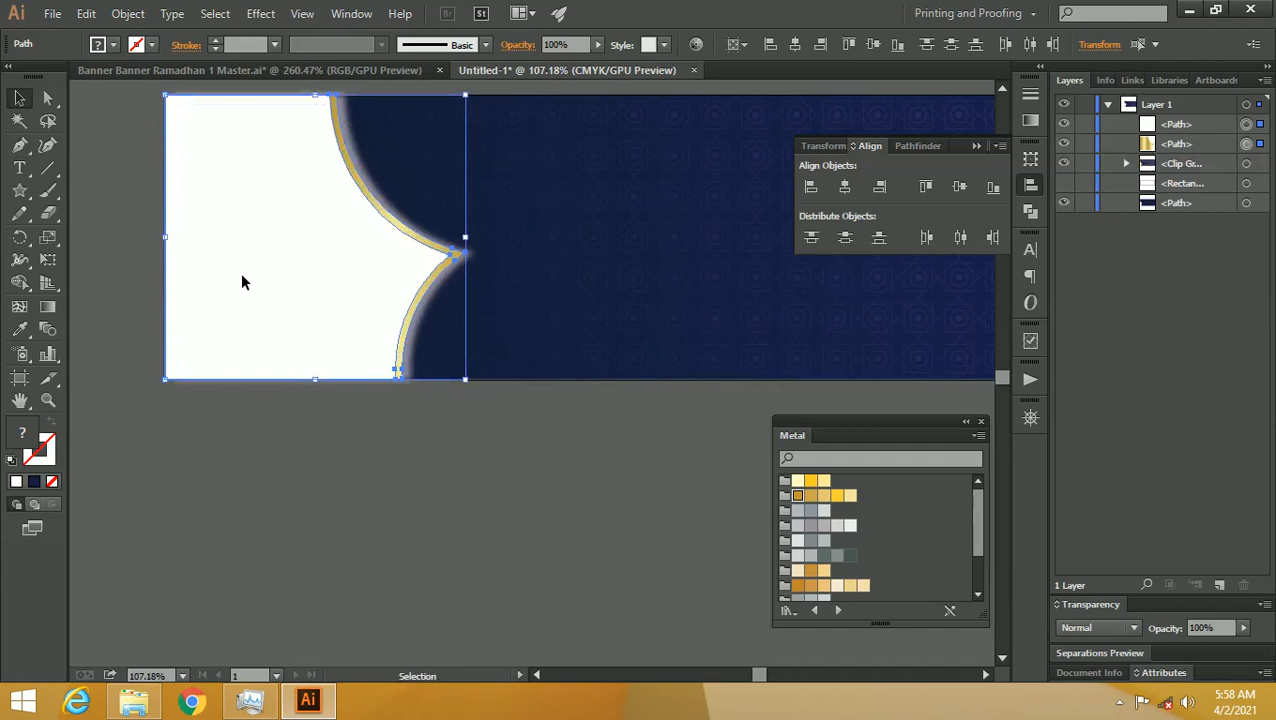 Ai File Edit Object Type Select Effect View Window Help Br St Printing and Proofing
Path ? Stroke: Basic Opacity: 100% Style: Transform
Banner Banner Ramadhan 1 Master.ai* @ 260.47% (RGB/GPU Preview) × Untitled-1* @ 107.18% (CMYK/GPU Preview) ×
Layers Info Links Libraries Artboards
Layer 1
<Path>
<Path>
<Clip Gr...
<Rectan...
<Path>
Transform Align Pathfinder
Align Objects:
Distribute Objects:
Metal
?
1 Layer
Transparency
Normal Opacity: 100%
Separations Preview
Document Info Attributes
107.18% 1 Selection
Ai
5:58 AM
4/2/2021